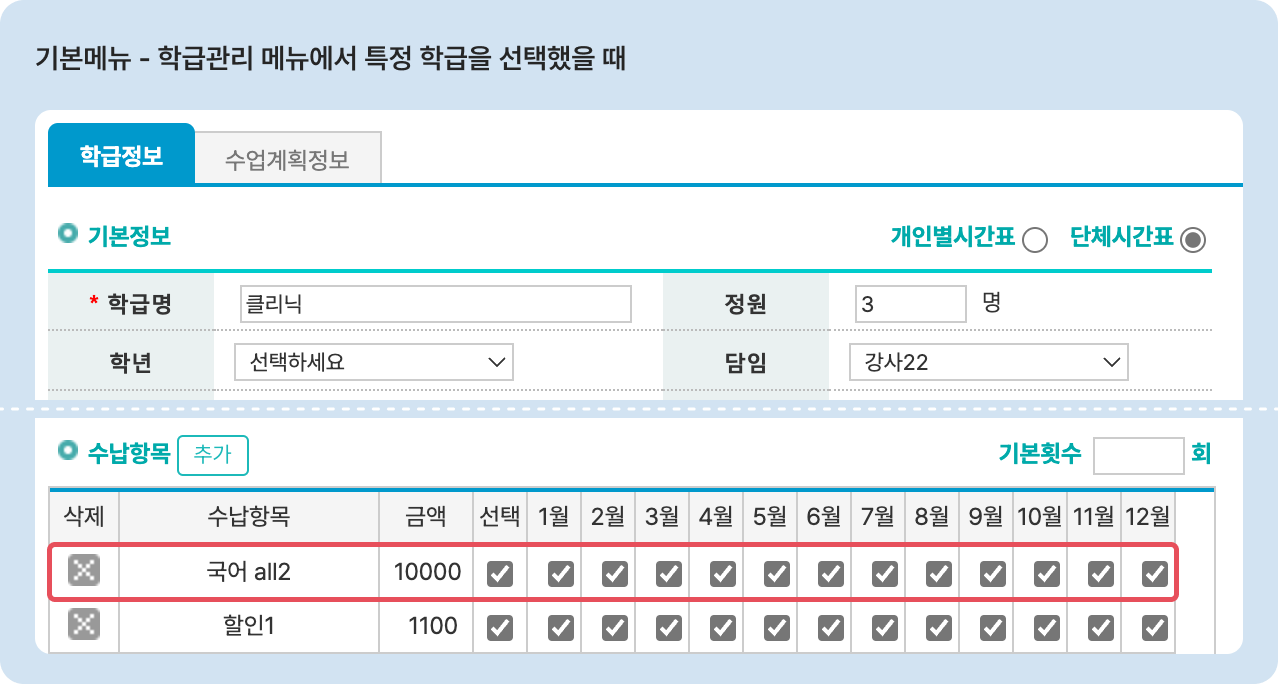 기본메뉴 - 학급관리 메뉴에서 특정 학급을 선택했을 때
학급정보 수업계획정보
기본정보 개인별시간표 단체시간표
* 학급명 클리닉 정원 3 명
학년 선택하세요 담임 강사22
수납항목 추가 기본횟수 회
삭제 수납항목 금액 선택 1월 2월 3월 4월 5월 6월 7월 8월 9월 10월 11월 12월
국어 all2 10000
할인1 1100